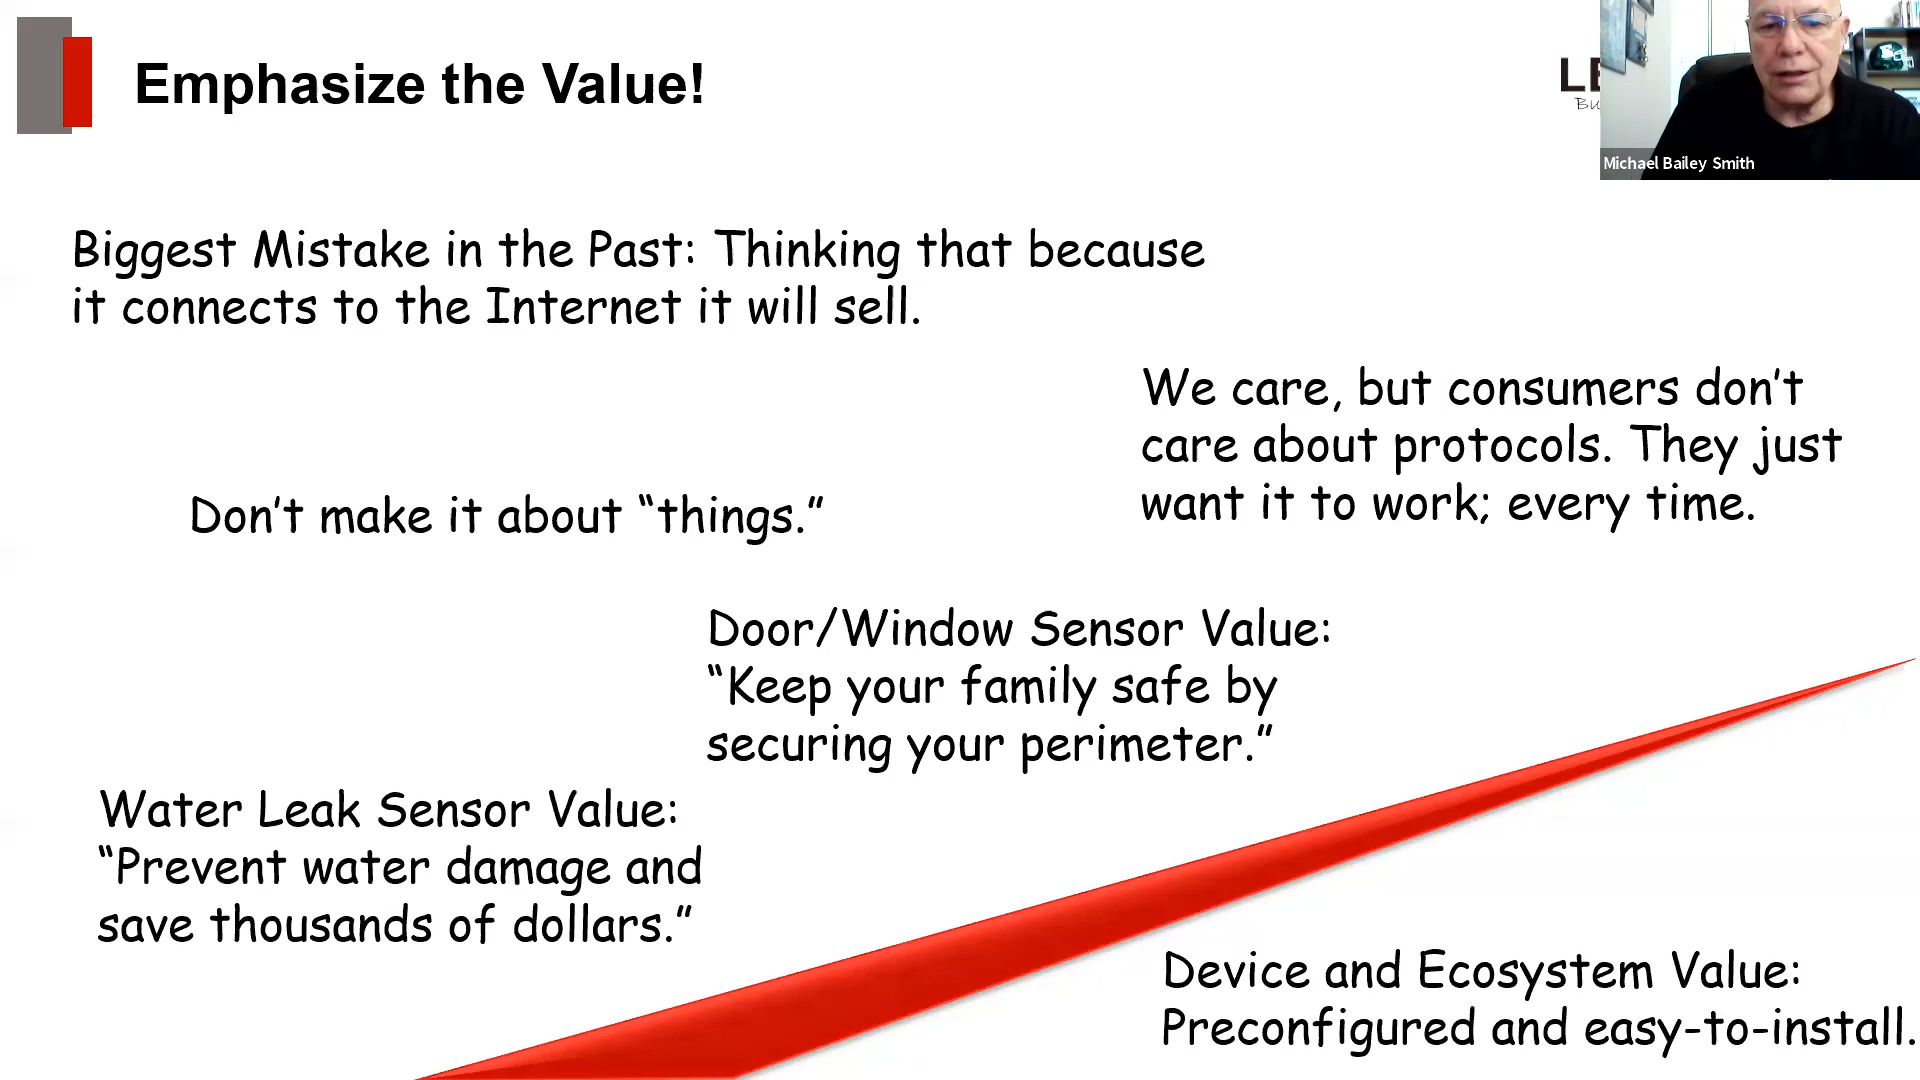 Emphasize the Value!
Michael Bailey Smith
Biggest Mistake in the Past: Thinking that because
it connects to the Internet it will sell.
We care, but consumers don’t
care about protocols. They just
want it to work; every time.
Don’t make it about “things.”
Door/Window Sensor Value:
“Keep your family safe by
securing your perimeter.”
Water Leak Sensor Value:
“Prevent water damage and
save thousands of dollars.”
Device and Ecosystem Value:
Preconfigured and easy-to-install.